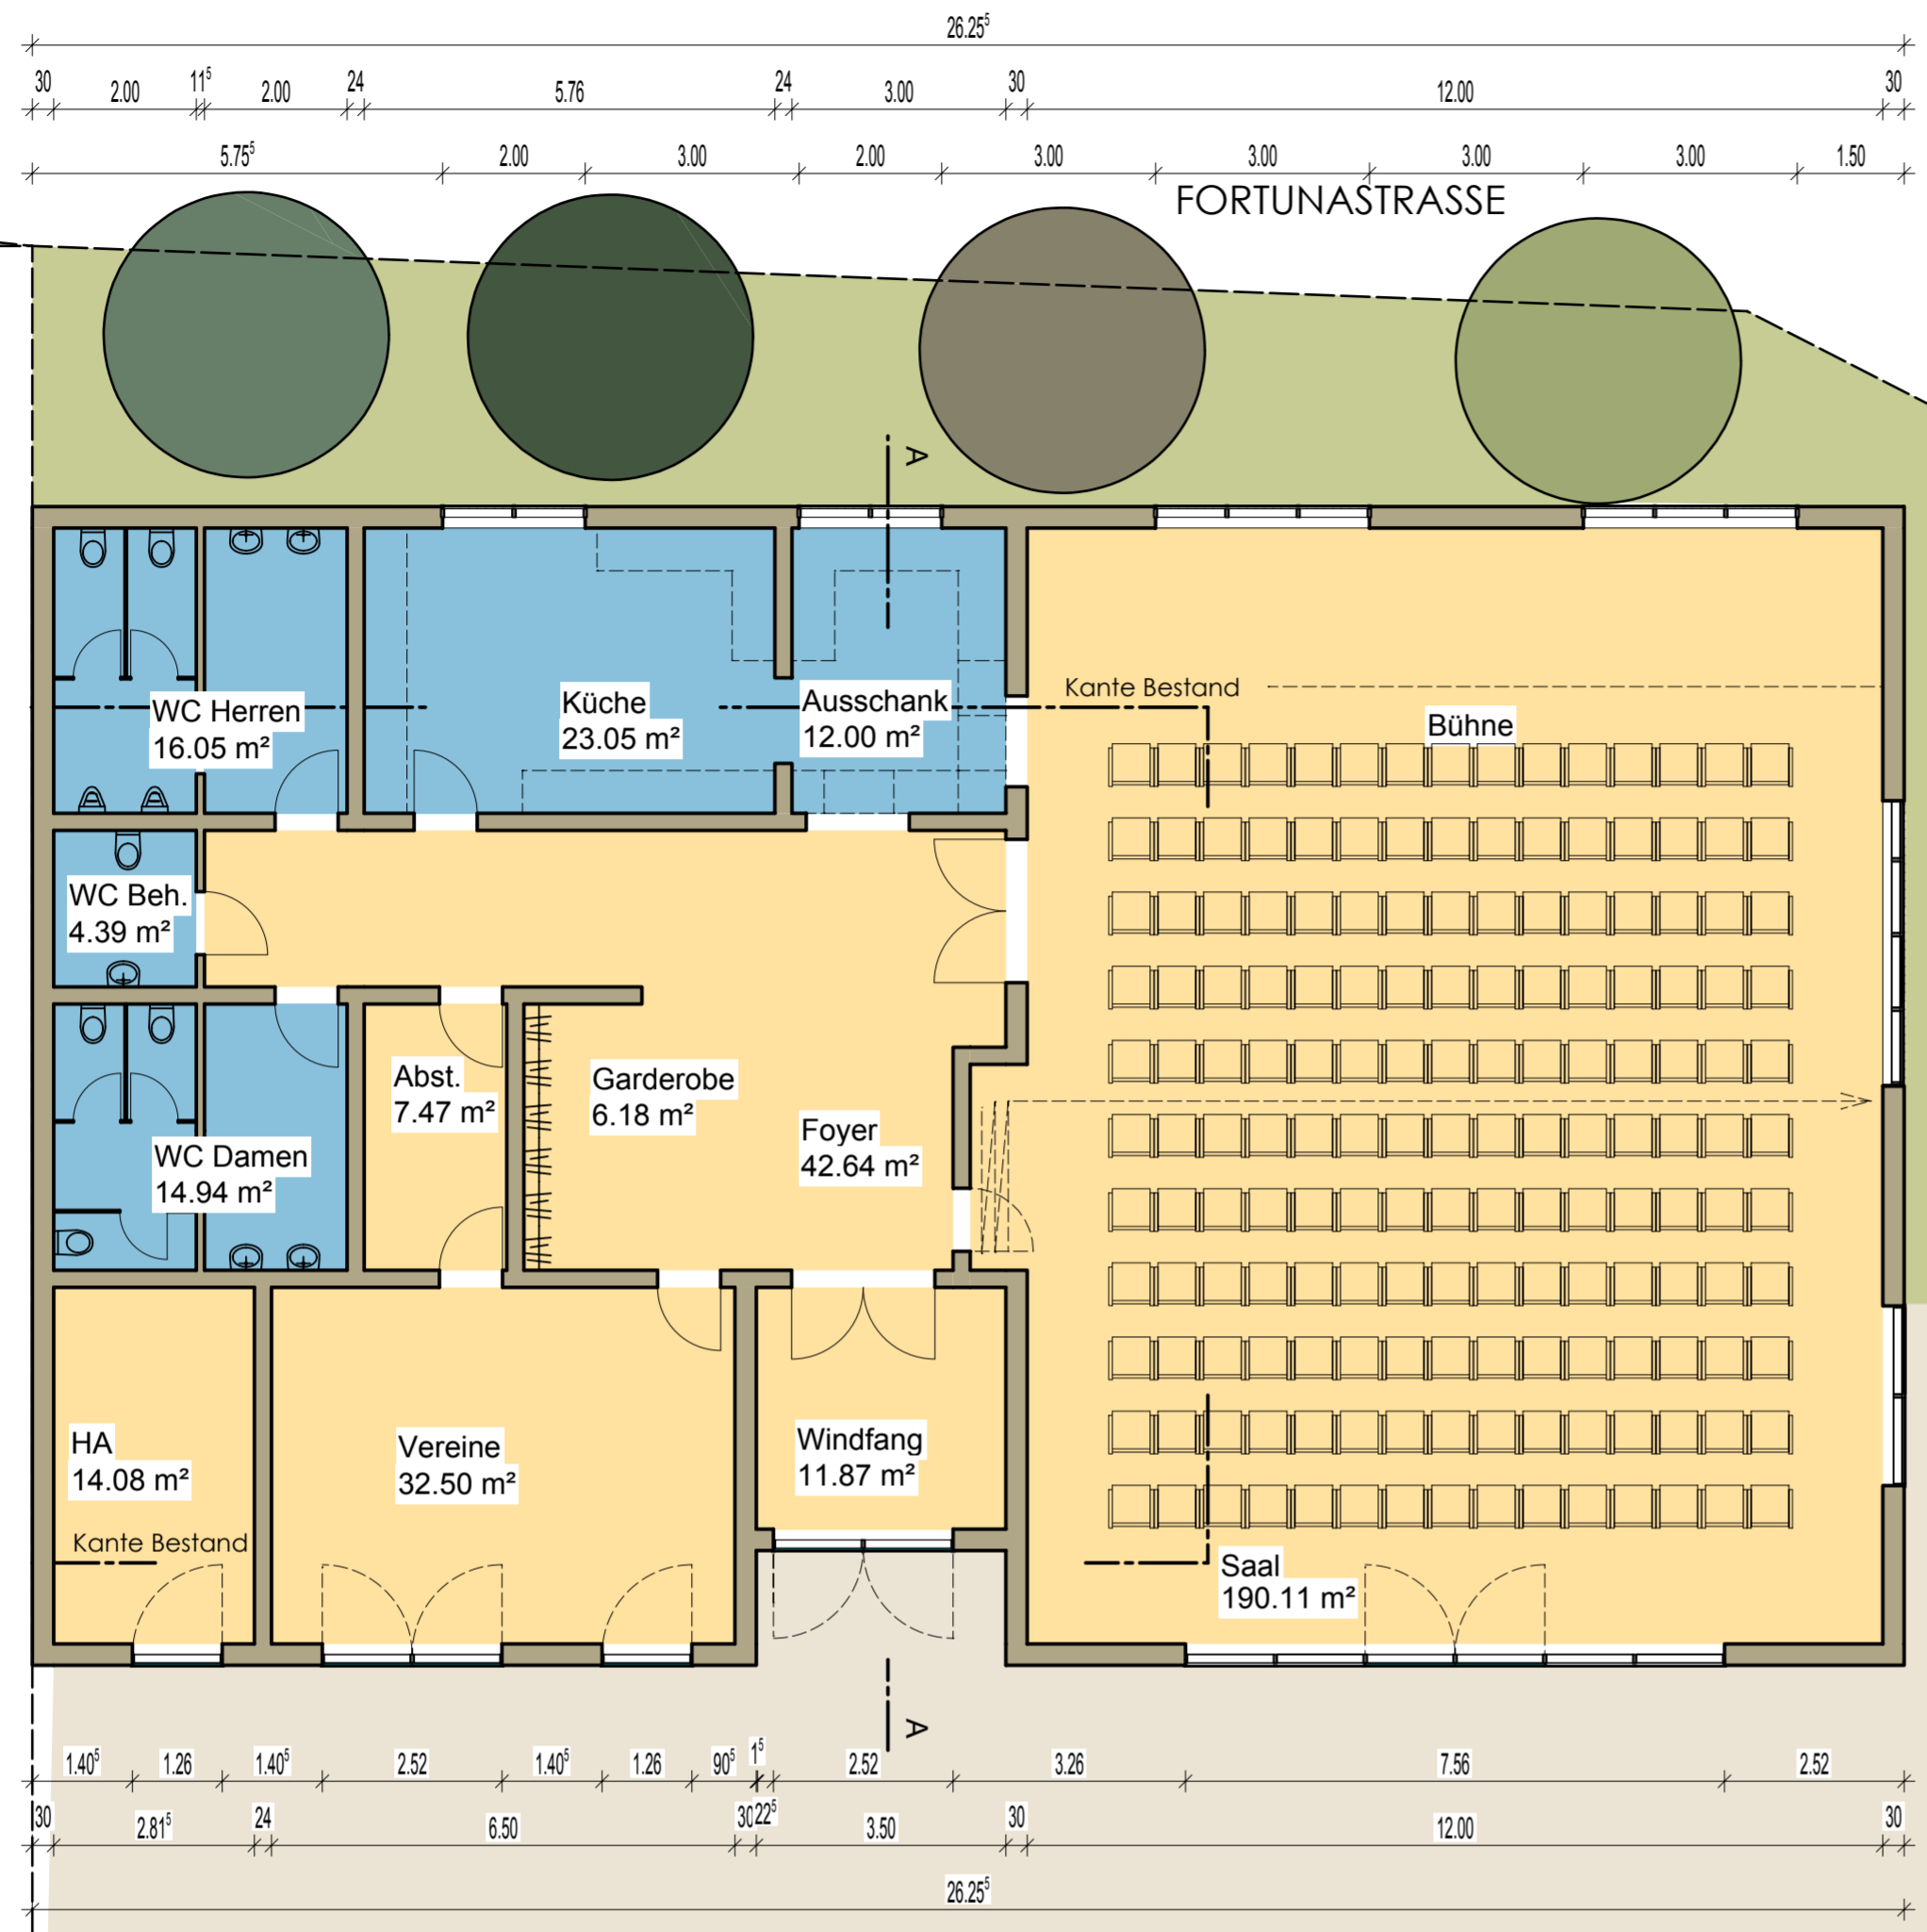 26.25⁵
30 2.00 11⁵ 2.00 24 5.76 24 3.00 30 12.00 30
5.75⁵ 2.00 3.00 2.00 3.00 3.00 3.00 3.00 1.50
FORTUNASTRASSE
A
Kante Bestand
WC Herren
16.05 m²
Küche
23.05 m²
Ausschank
12.00 m²
Bühne
WC Beh.
4.39 m²
Abst.
7.47 m²
Garderobe
6.18 m²
Foyer
42.64 m²
WC Damen
14.94 m²
HA
14.08 m²
Kante Bestand
Vereine
32.50 m²
Windfang
11.87 m²
Saal
190.11 m²
A
1.40⁵ 1.26 1.40⁵ 2.52 1.40⁵ 1.26 90⁵ 1⁵ 2.52 3.26 7.56 2.52
30 2.81⁵ 24 6.50 30 22⁵ 3.50 30 12.00 30
26.25⁵